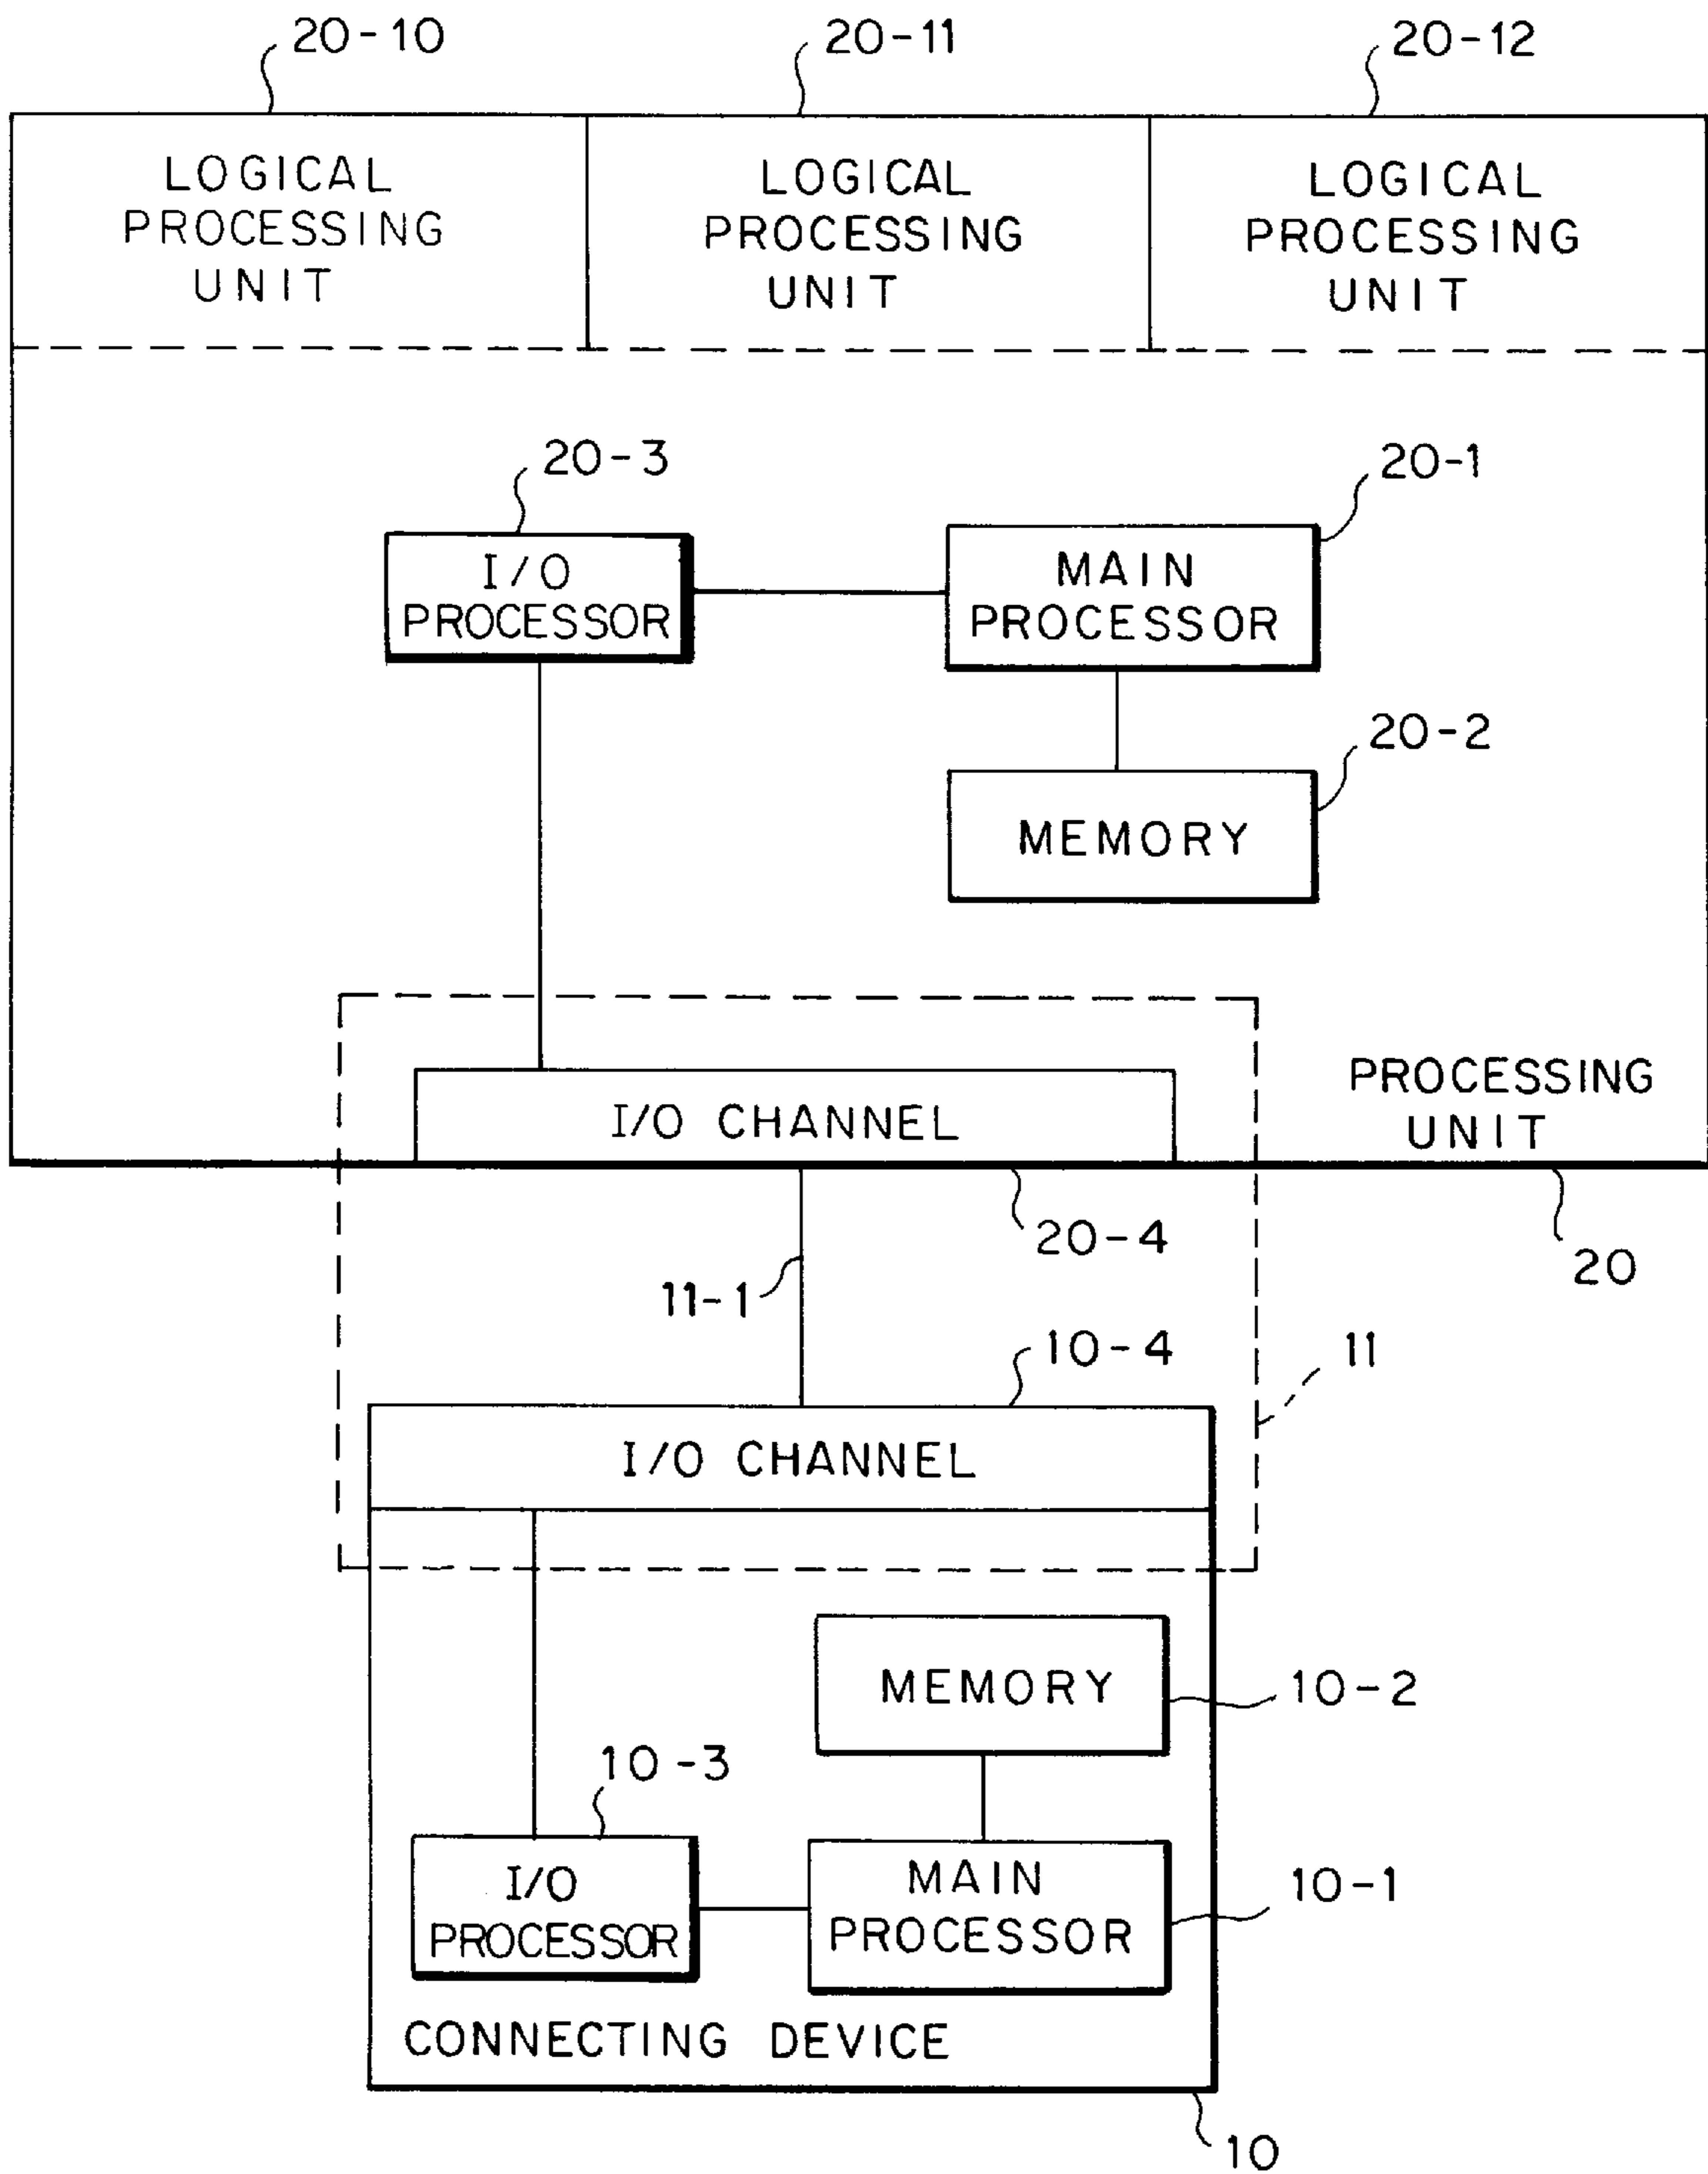 20-10
20-11
20-12
LOGICAL
PROCESSING
UNIT
LOGICAL
PROCESSING
UNIT
LOGICAL
PROCESSING
UNIT
20-3
I/O
PROCESSOR
20-1
MAIN
PROCESSOR
20-2
MEMORY
I/O CHANNEL
PROCESSING
UNIT
20-4
20
11-1
10-4
11
I/O CHANNEL
MEMORY
10-2
10-3
I/O
PROCESSOR
MAIN
PROCESSOR
10-1
CONNECTING DEVICE
10